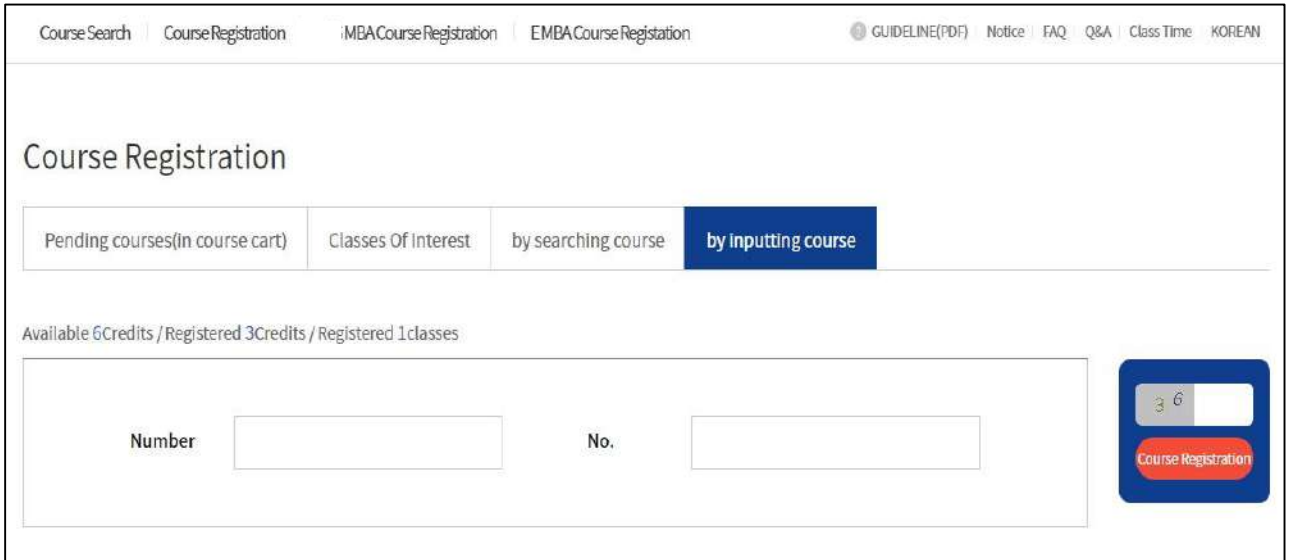 Course Search Course Registration MBA Course Registration EMBA Course Registation GUIDELINE(PDF) Notice FAQ Q&A Class Time KOREAN
Course Registration
Pending courses(in course cart) Classes Of Interest by searching course by inputting course
Available 6Credits / Registered 3Credits / Registered 1classes
3 6
Number No.
Course Registration